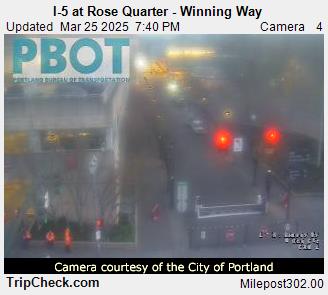 I-5 at Rose Quarter - Winning Way
Updated Mar 25 2025 7:40 PM Camera 4
PBOT
PORTLAND BUREAU OF TRANSPORTATION
Camera courtesy of the City of Portland
TripCheck.com Milepost302.00